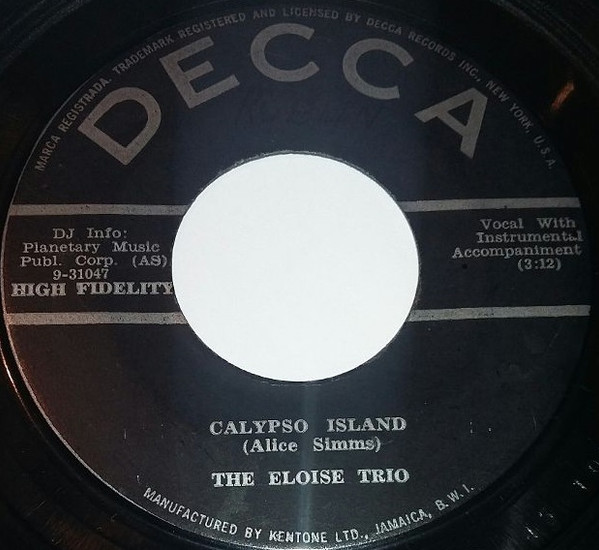 MARCA REGISTRADA. TRADEMARK REGISTERED AND LICENSED BY DECCA RECORDS INC., NEW YORK, U.S.A.
DECCA
DJ Info:
Planetary Music
Publ. Corp. (AS)
9-31047
HIGH FIDELITY
Vocal With
Instrumental
Accompaniment
(3:12)
CALYPSO ISLAND
(Alice Simms)
THE ELOISE TRIO
MANUFACTURED BY KENTONE LTD., JAMAICA, B.W.I.